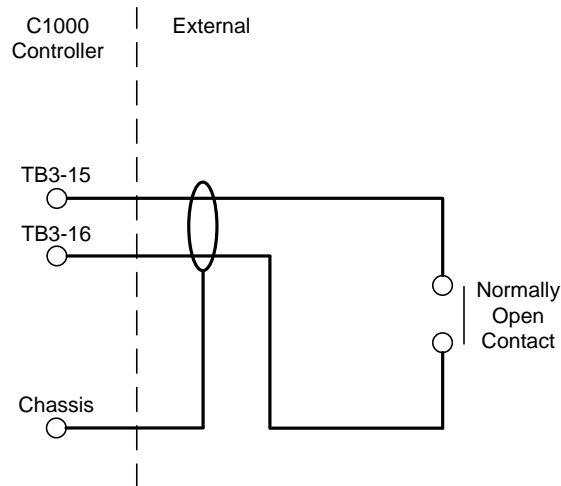 C1000
Controller
External
TB3-15
TB3-16
Normally
Open
Contact
Chassis